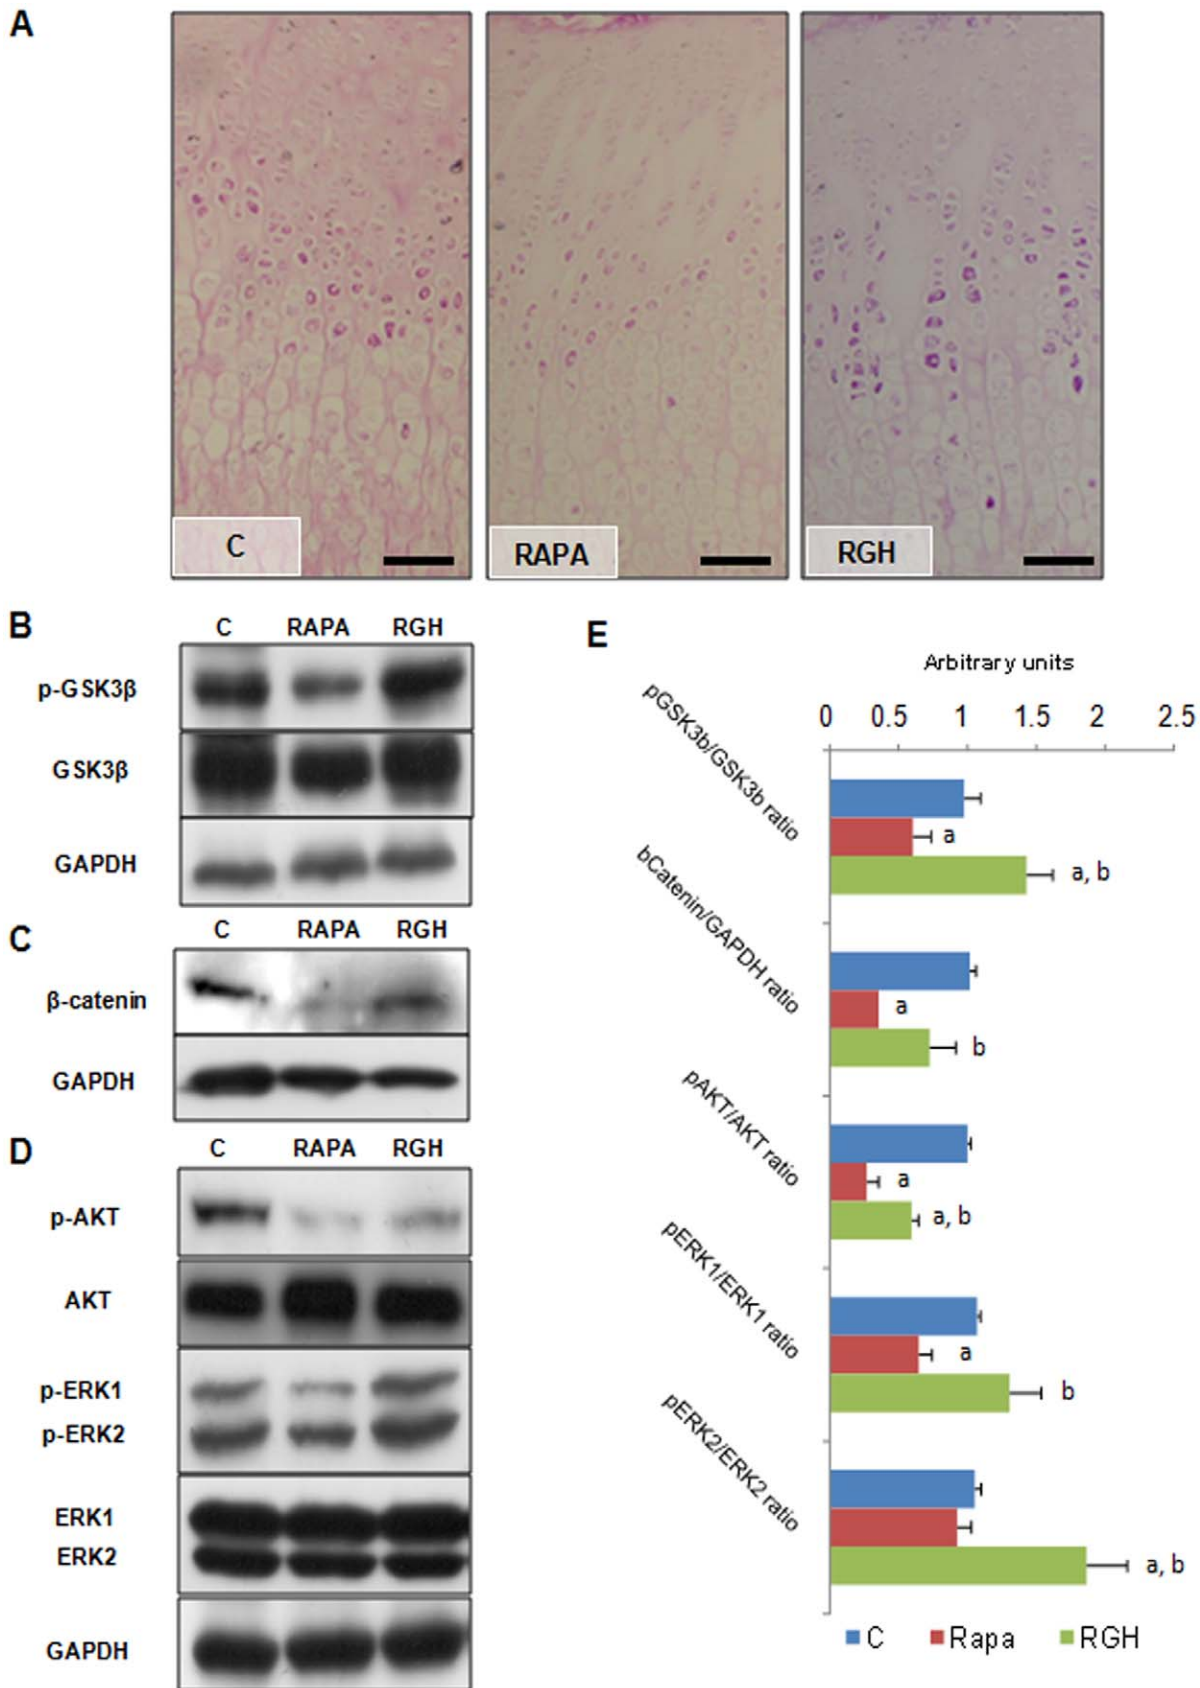 A
C
RAPA
RGH
B
C RAPA RGH
p-GSK3β
GSK3β
GAPDH
C
C RAPA RGH
β-catenin
GAPDH
D
C RAPA RGH
p-AKT
AKT
p-ERK1
p-ERK2
ERK1
ERK2
GAPDH
E
Arbitrary units
0 0.5 1 1.5 2 2.5
pGSK3b/GSK3b ratio
a
a, b
bCatenin/GAPDH ratio
a
b
pAKT/AKT ratio
a
a, b
pERK1/ERK1 ratio
a
b
pERK2/ERK2 ratio
a, b
C Rapa RGH